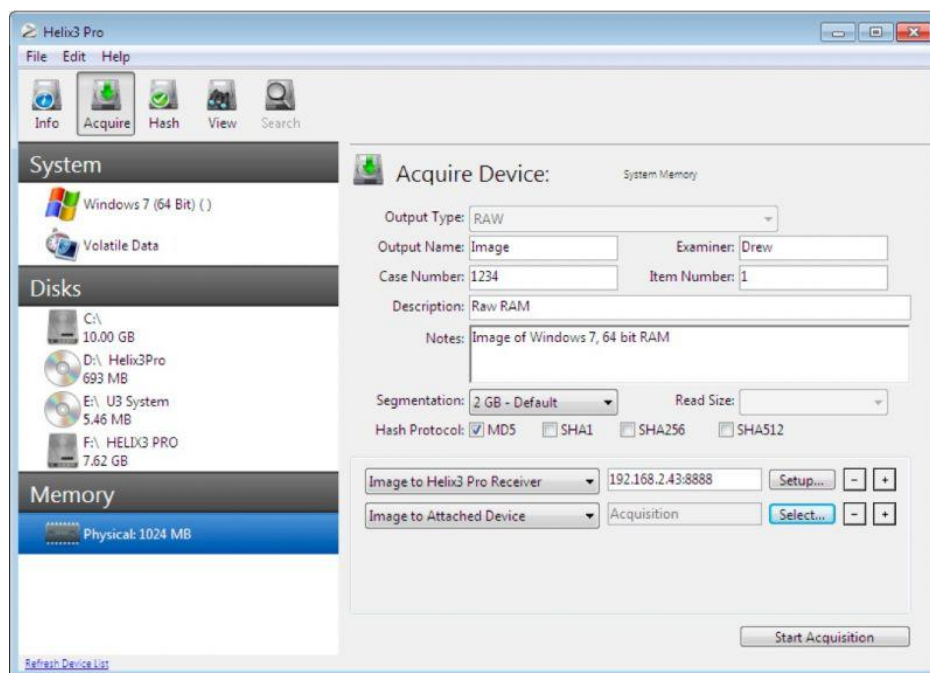 Helix3 Pro
File Edit Help
Info Acquire Hash View Search
System
Windows 7 (64 Bit) ( )
Volatile Data
Disks
C:\
10.00 GB
D:\ Helix3Pro
693 MB
E:\ U3 System
5.46 MB
F:\ HELIX3 PRO
7.62 GB
Memory
Physical: 1024 MB
Refresh Device List
Acquire Device: System Memory
Output Type: RAW
Output Name: Image Examiner: Drew
Case Number: 1234 Item Number: 1
Description: Raw RAM
Notes: Image of Windows 7, 64 bit RAM
Segmentation: 2 GB - Default Read Size:
Hash Protocol: MD5 SHA1 SHA256 SHA512
Image to Helix3 Pro Receiver 192.168.2.43:8888 Setup... - +
Image to Attached Device Acquisition Select... - +
Start Acquisition